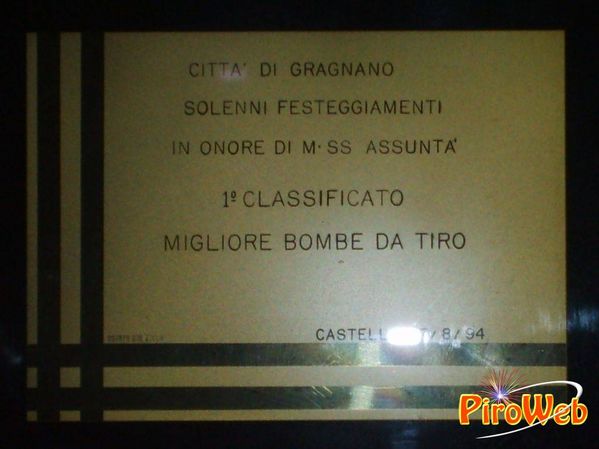 CITTA' DI GRAGNANO
SOLENNI FESTEGGIAMENTI
IN ONORE DI M·SS ASSUNTA'
1º CLASSIFICATO
MIGLIORE BOMBE DA TIRO
/8/94
PiroWeb